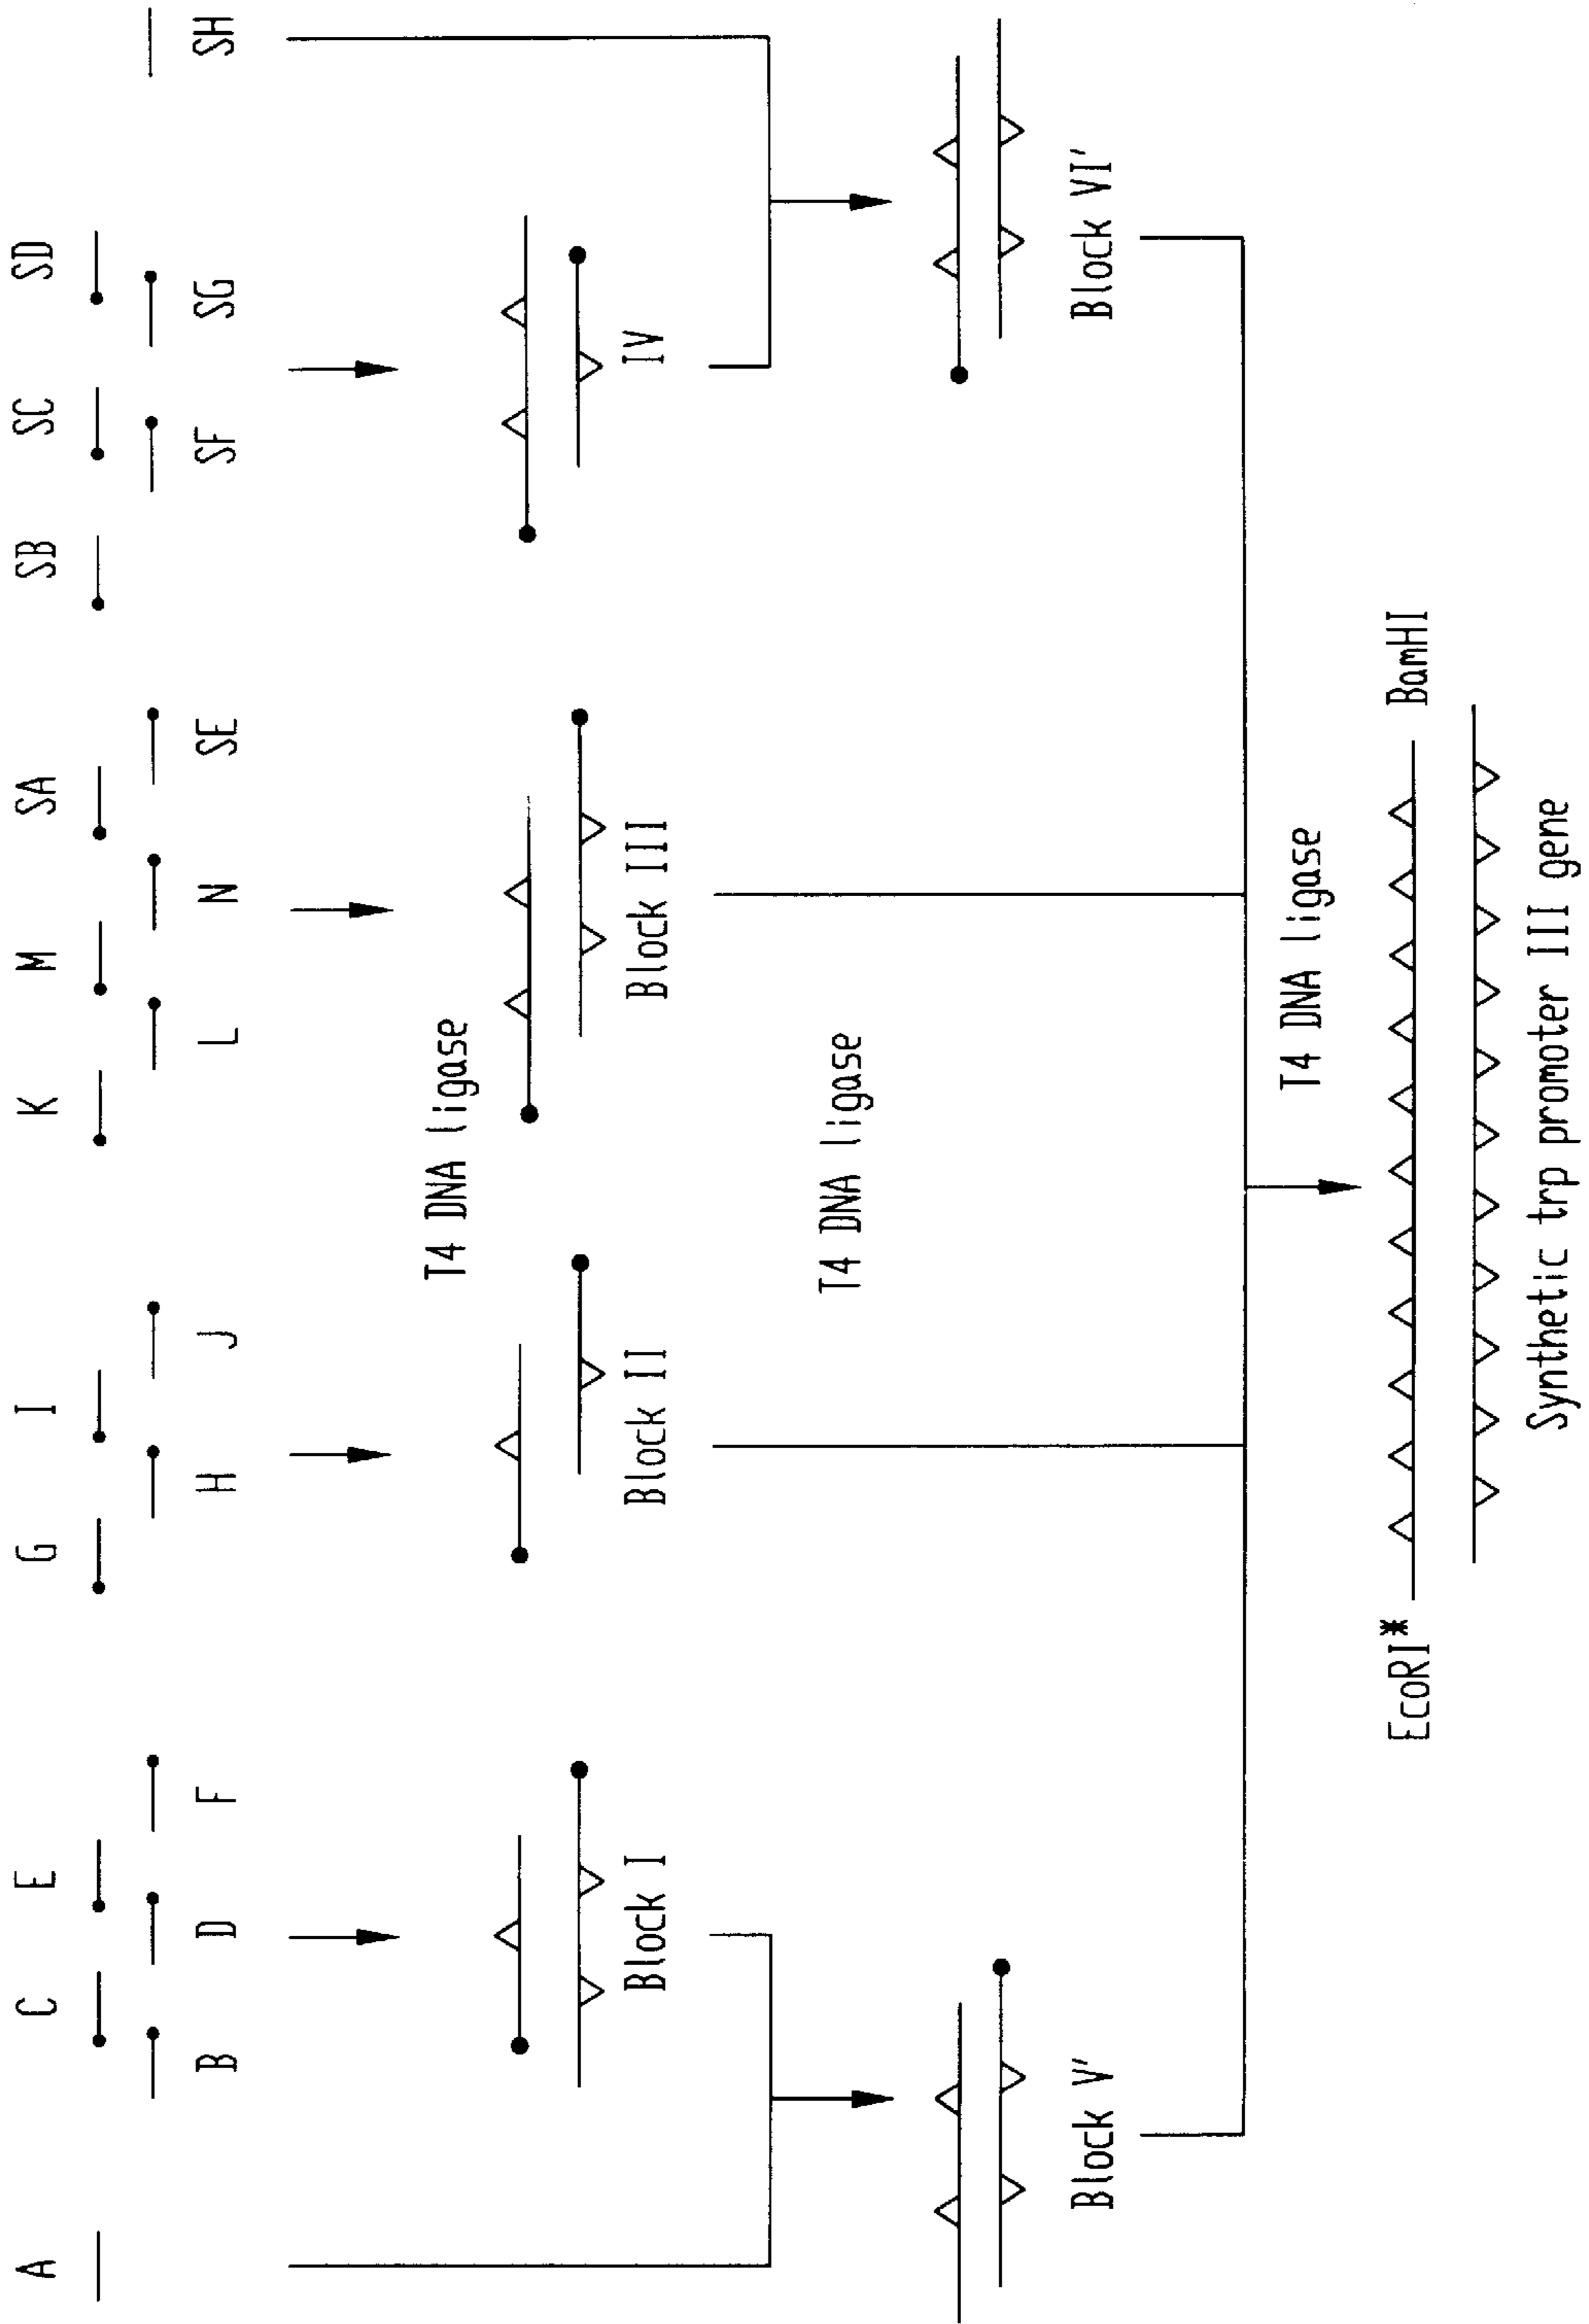 A C E G I K M SA SB SC SD
B D F H J L N SE SF SG SH
T4 DNA ligase
Block I Block II Block III IV
T4 DNA ligase
Block V' Block VI'
T4 DNA ligase
EcoRI* BamHI
Synthetic trp promoter III gene